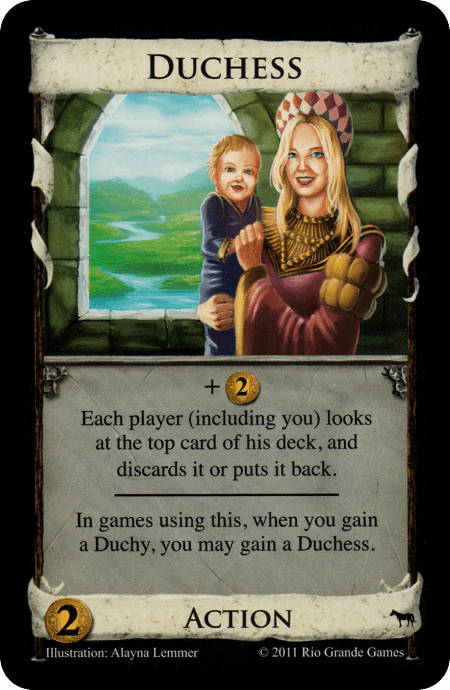 DUCHESS
+ 2
Each player (including you) looks
at the top card of his deck, and
discards it or puts it back.
In games using this, when you gain
a Duchy, you may gain a Duchess.
2
ACTION
Illustration: Alayna Lemmer
© 2011 Rio Grande Games